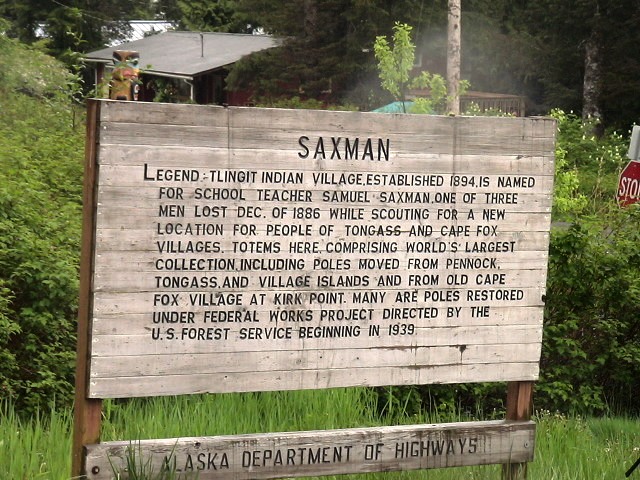 SAXMAN
LEGEND-TLINGIT INDIAN VILLAGE, ESTABLISHED 1894, IS NAMED
FOR SCHOOL TEACHER SAMUEL SAXMAN, ONE OF THREE
MEN LOST DEC. OF 1886 WHILE SCOUTING FOR A NEW
LOCATION FOR PEOPLE OF TONGASS AND CAPE FOX
VILLAGES. TOTEMS HERE, COMPRISING WORLD'S LARGEST
COLLECTION, INCLUDING POLES MOVED FROM PENNOCK,
TONGASS, AND VILLAGE ISLANDS AND FROM OLD CAPE
FOX VILLAGE AT KIRK POINT. MANY ARE POLES RESTORED
UNDER FEDERAL WORKS PROJECT DIRECTED BY THE
U.S. FOREST SERVICE BEGINNING IN 1939.
ALASKA DEPARTMENT OF HIGHWAYS
STOP